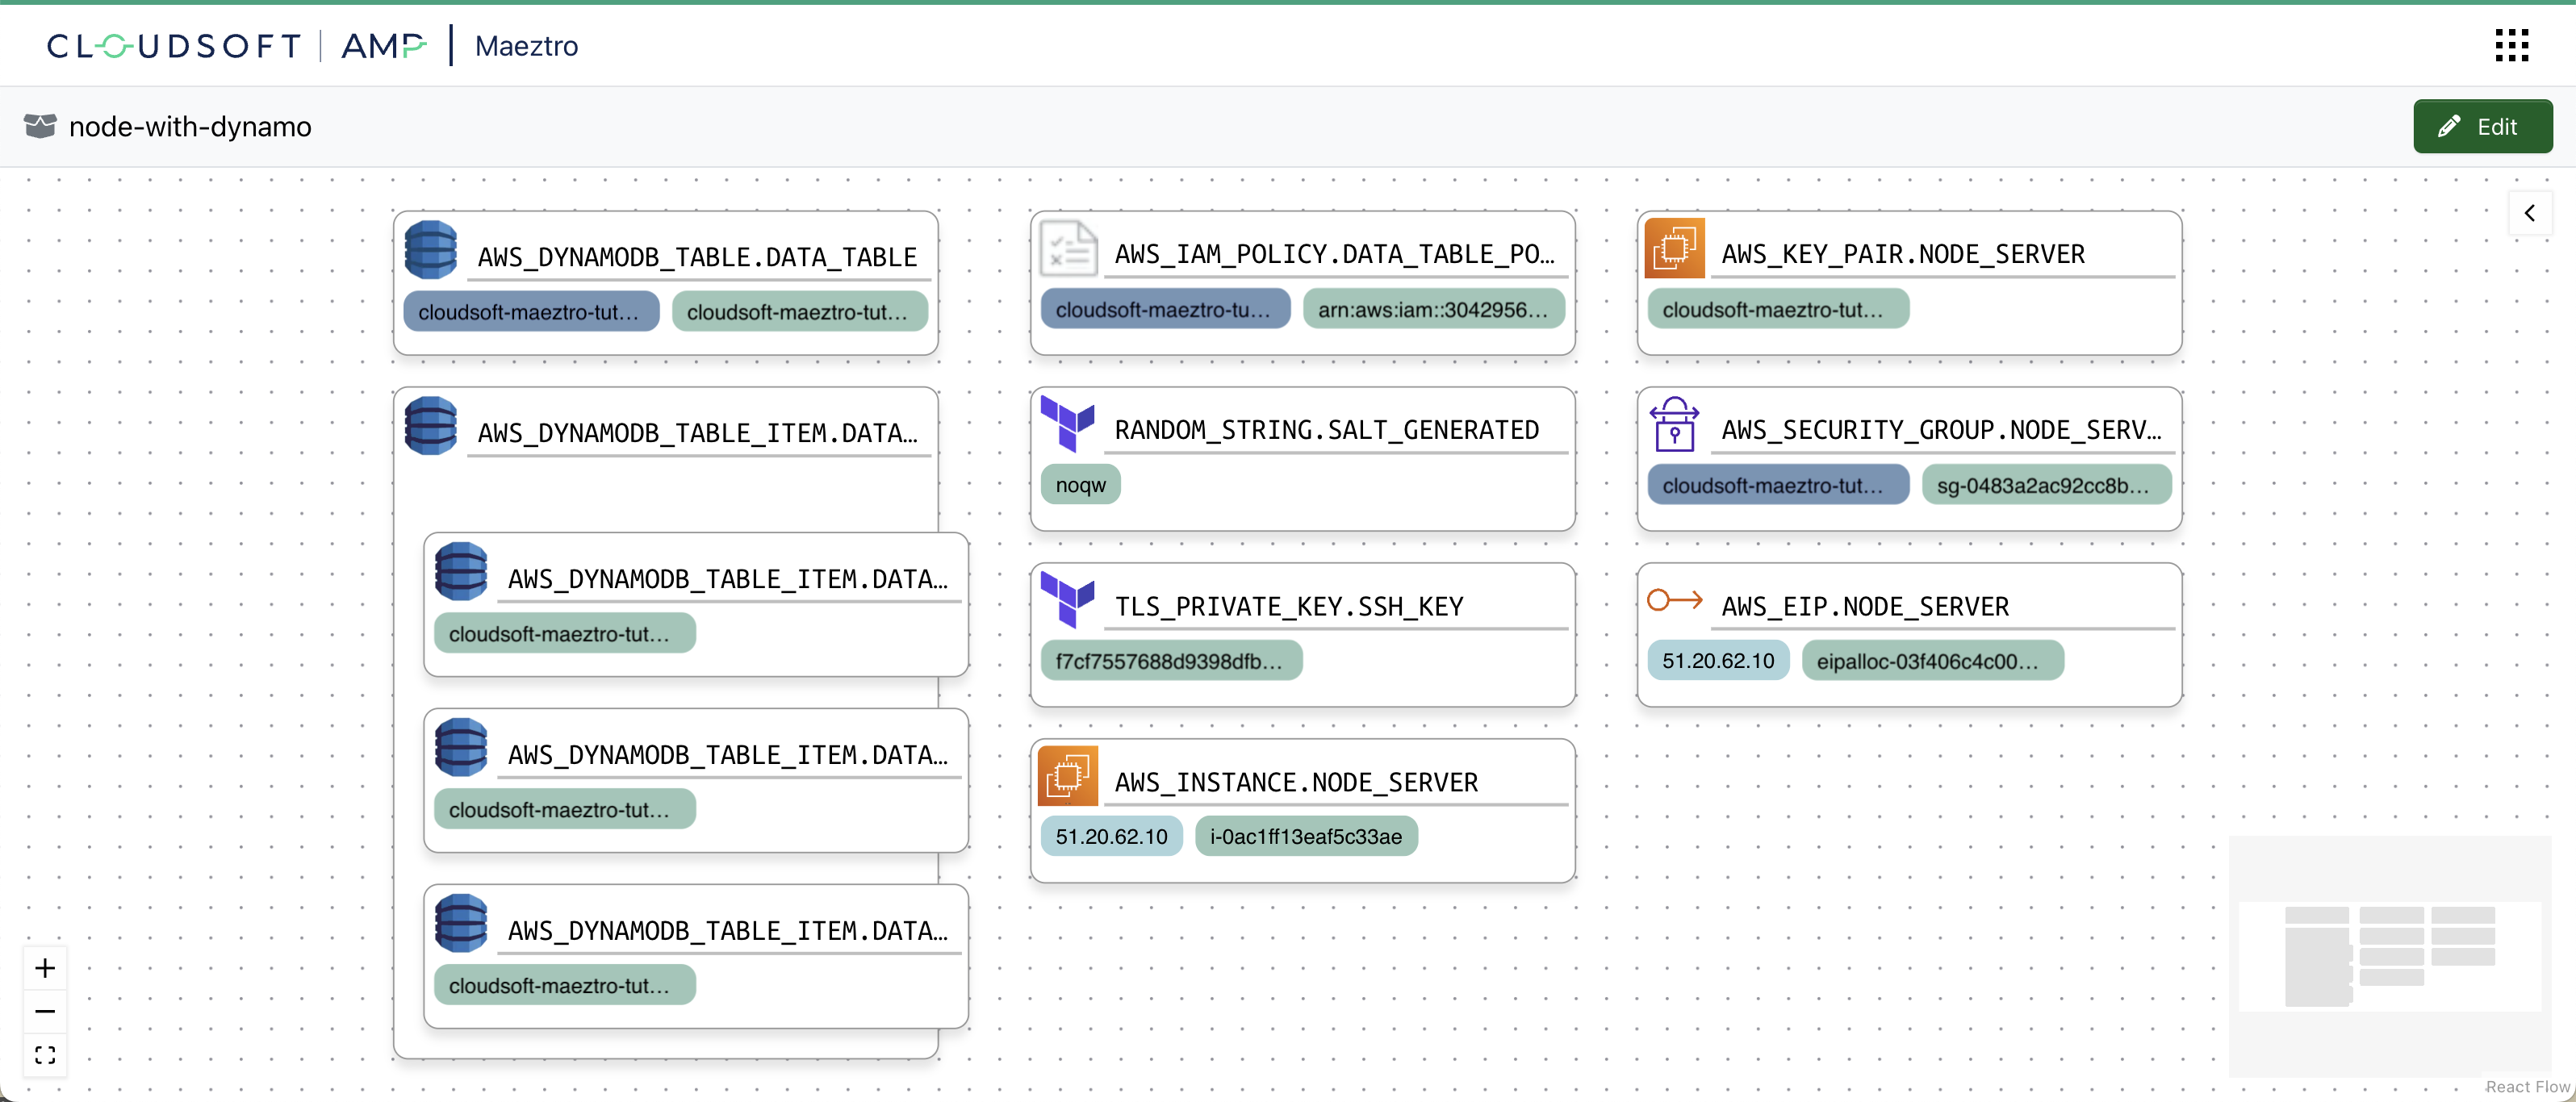 CLOUDSOFT | AMP | Maeztro
node-with-dynamo
Edit
AWS_DYNAMODB_TABLE.DATA_TABLE
cloudsoft-maeztro-tut... cloudsoft-maeztro-tut...
AWS_DYNAMODB_TABLE_ITEM.DATA...
AWS_DYNAMODB_TABLE_ITEM.DATA...
cloudsoft-maeztro-tut...
AWS_DYNAMODB_TABLE_ITEM.DATA...
cloudsoft-maeztro-tut...
AWS_DYNAMODB_TABLE_ITEM.DATA...
cloudsoft-maeztro-tut...
AWS_IAM_POLICY.DATA_TABLE_PO...
cloudsoft-maeztro-tu... arn:aws:iam::3042956...
RANDOM_STRING.SALT_GENERATED
noqw
TLS_PRIVATE_KEY.SSH_KEY
f7cf7557688d9398dfb...
AWS_INSTANCE.NODE_SERVER
51.20.62.10 i-0ac1ff13eaf5c33ae
AWS_KEY_PAIR.NODE_SERVER
cloudsoft-maeztro-tut...
AWS_SECURITY_GROUP.NODE_SERV...
cloudsoft-maeztro-tut... sg-0483a2ac92cc8b...
AWS_EIP.NODE_SERVER
51.20.62.10 eipalloc-03f406c4c00...
React Flow